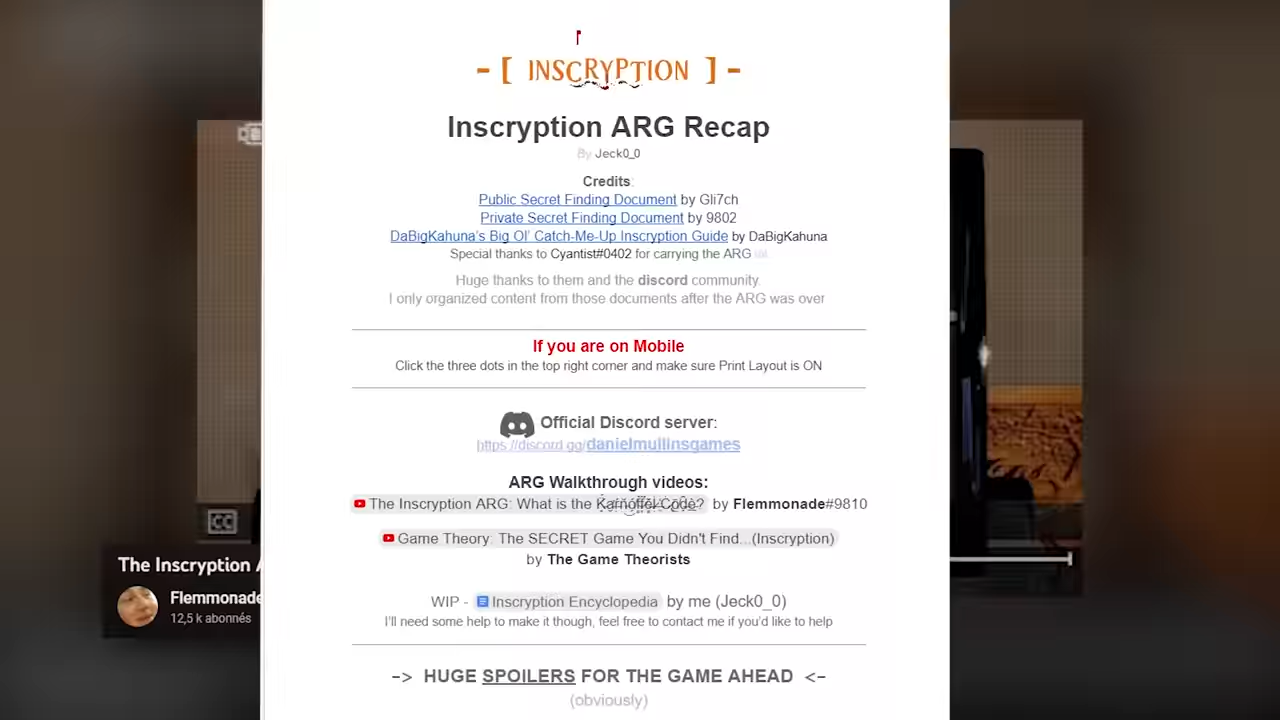 - [ INSCRYPTION ] -
Inscryption ARG Recap
By Jeck0_0
Credits:
Public Secret Finding Document by Gli7ch
Private Secret Finding Document by 9802
DaBigKahuna's Big Ol' Catch-Me-Up Inscryption Guide by DaBigKahuna
Special thanks to Cyantist#0402 for carrying the ARG
Huge thanks to them and the discord community.
I only organized content from those documents after the ARG was over
If you are on Mobile
Click the three dots in the top right corner and make sure Print Layout is ON
Official Discord server:
https://discord.gg/danielmullinsgames
ARG Walkthrough videos:
The Inscryption ARG: What is the Karnoffel Code? by Flemmonade#9810
Game Theory: The SECRET Game You Didn't Find...(Inscryption)
by The Game Theorists
WIP - Inscryption Encyclopedia by me (Jeck0_0)
I'll need some help to make it though, feel free to contact me if you'd like to help
-> HUGE SPOILERS FOR THE GAME AHEAD <-
(obviously)
CC
The Inscryption A
Flemmonade
12,5 k abonnés